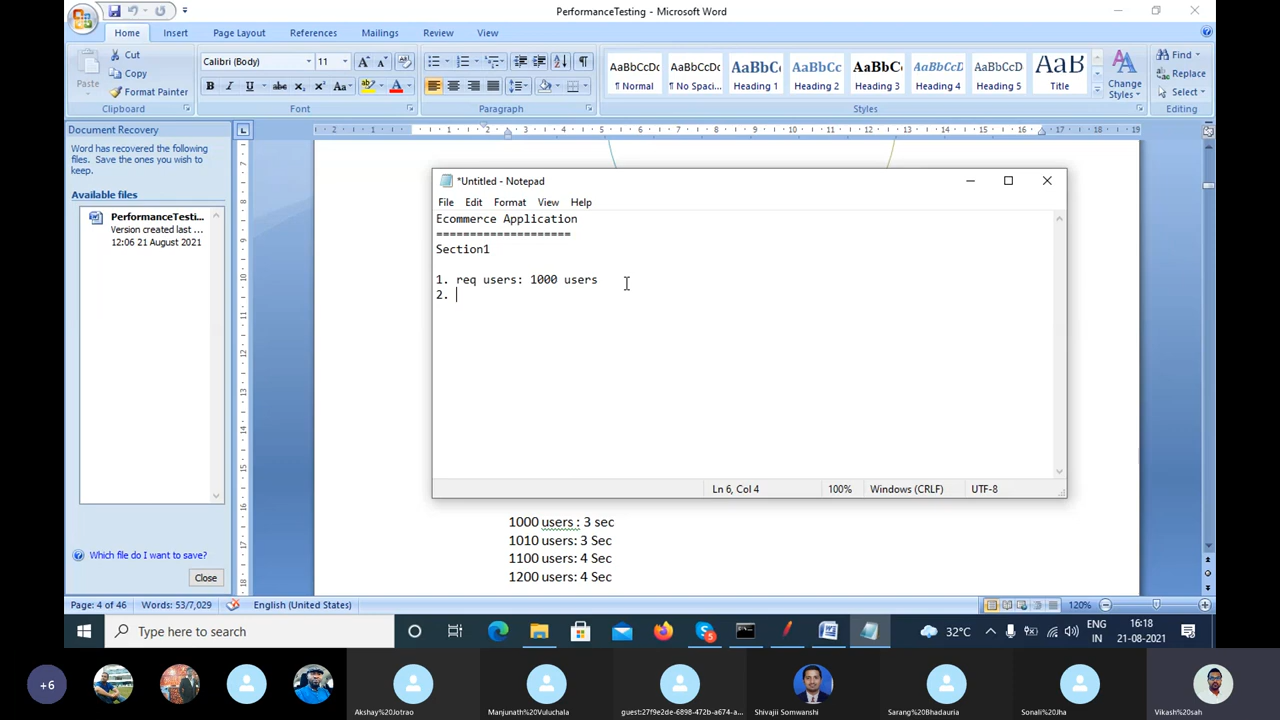 PerformanceTesting - Microsoft Word
Home Insert Page Layout References Mailings Review View
Paste Cut Copy Format Painter
Calibri (Body) 11
AaBbCcDc AaBbCcDc AaBbC AaBbCc AaBbCc AaBbCcD AaBbCcDc AaB
¶ Normal ¶ No Spaci... Heading 1 Heading 2 Heading 3 Heading 4 Heading 5 Title
Change Styles
Find Replace Select
Clipboard Font Paragraph Styles Editing
Document Recovery
Word has recovered the following
files. Save the ones you wish to
keep.
Available files
PerformanceTesti...
Version created last ...
12:06 21 August 2021
Which file do I want to save?
Close
*Untitled - Notepad
File Edit Format View Help
Ecommerce Application
====================
Section1
1. req users: 1000 users
2.
Ln 6, Col 4 100% Windows (CRLF) UTF-8
1000 users : 3 sec
1010 users: 3 Sec
1100 users: 4 Sec
1200 users: 4 Sec
Page: 4 of 46 Words: 53/7,029 English (United States) 120%
Type here to search
32°C ENG IN 16:18 21-08-2021
+6
Akshay%20Jotrao Manjunath%20Vuluchala guest:27f9e2de-6898-472b-a674-a... Shivajii Somwanshi Sarang%20Bhadauria Sonali%20Jha Vikash%20sah